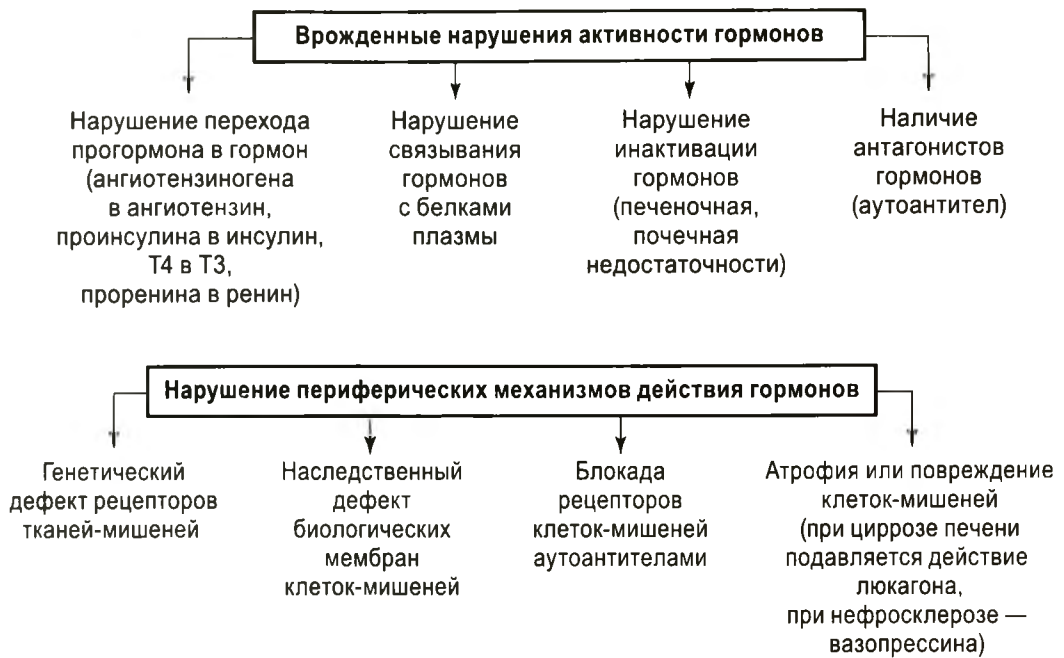 Врожденные нарушения активности гормонов
Нарушение перехода
прогормона в гормон
(ангиотензиногена
в ангиотензин,
проинсулина в инсулин,
Т4 в Т3,
проренина в ренин)
Нарушение
связывания
гормонов
с белками
плазмы
Нарушение
инактивации
гормонов
(печеночная,
почечная
недостаточности)
Наличие
антагонистов
гормонов
(аутоантител)
Нарушение периферических механизмов действия гормонов
Генетический
дефект рецепторов
тканей-мишеней
Наследственный
дефект
биологических
мембран
клеток-мишеней
Блокада
рецепторов
клеток-мишеней
аутоантителами
Атрофия или повреждение
клеток-мишеней
(при циррозе печени
подавляется действие
люкагона,
при нефросклерозе —
вазопрессина)